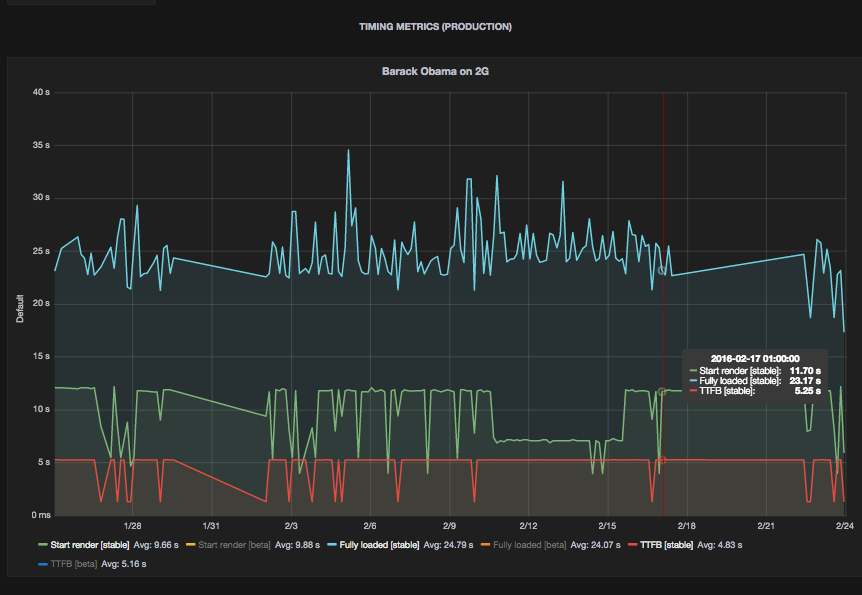 TIMING METRICS (PRODUCTION)
Barack Obama on 2G
40 s
35 s
30 s
25 s
20 s
15 s
10 s
5 s
0 ms
Default
2016-02-17 01:00:00
Start render [stable]: 11.70 s
Fully loaded [stable]: 23.17 s
TTFB [stable]: 5.25 s
1/28 1/31 2/3 2/6 2/9 2/12 2/15 2/18 2/21 2/24
Start render [stable] Avg: 9.66 s Start render [beta] Avg: 9.88 s Fully loaded [stable] Avg: 24.79 s Fully loaded [beta] Avg: 24.07 s TTFB [stable] Avg: 4.83 s
TTFB [beta] Avg: 5.16 s